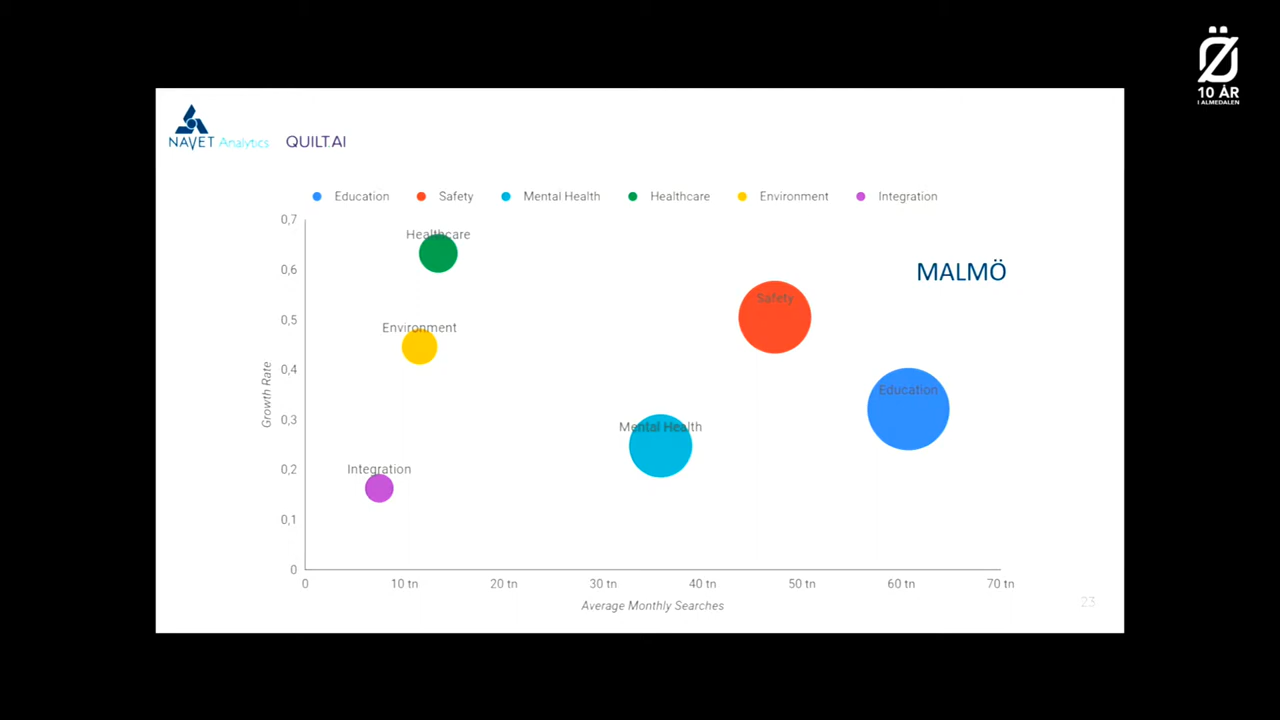 10 ÅR
I ALMEDALEN
NAVET Analytics
QUILT.AI
Education
Safety
Mental Health
Healthcare
Environment
Integration
MALMÖ
0,7
0,6
0,5
0,4
0,3
0,2
0,1
0
Growth Rate
Healthcare
Safety
Environment
Education
Mental Health
Integration
0
10 tn
20 tn
30 tn
40 tn
50 tn
60 tn
70 tn
Average Monthly Searches
23